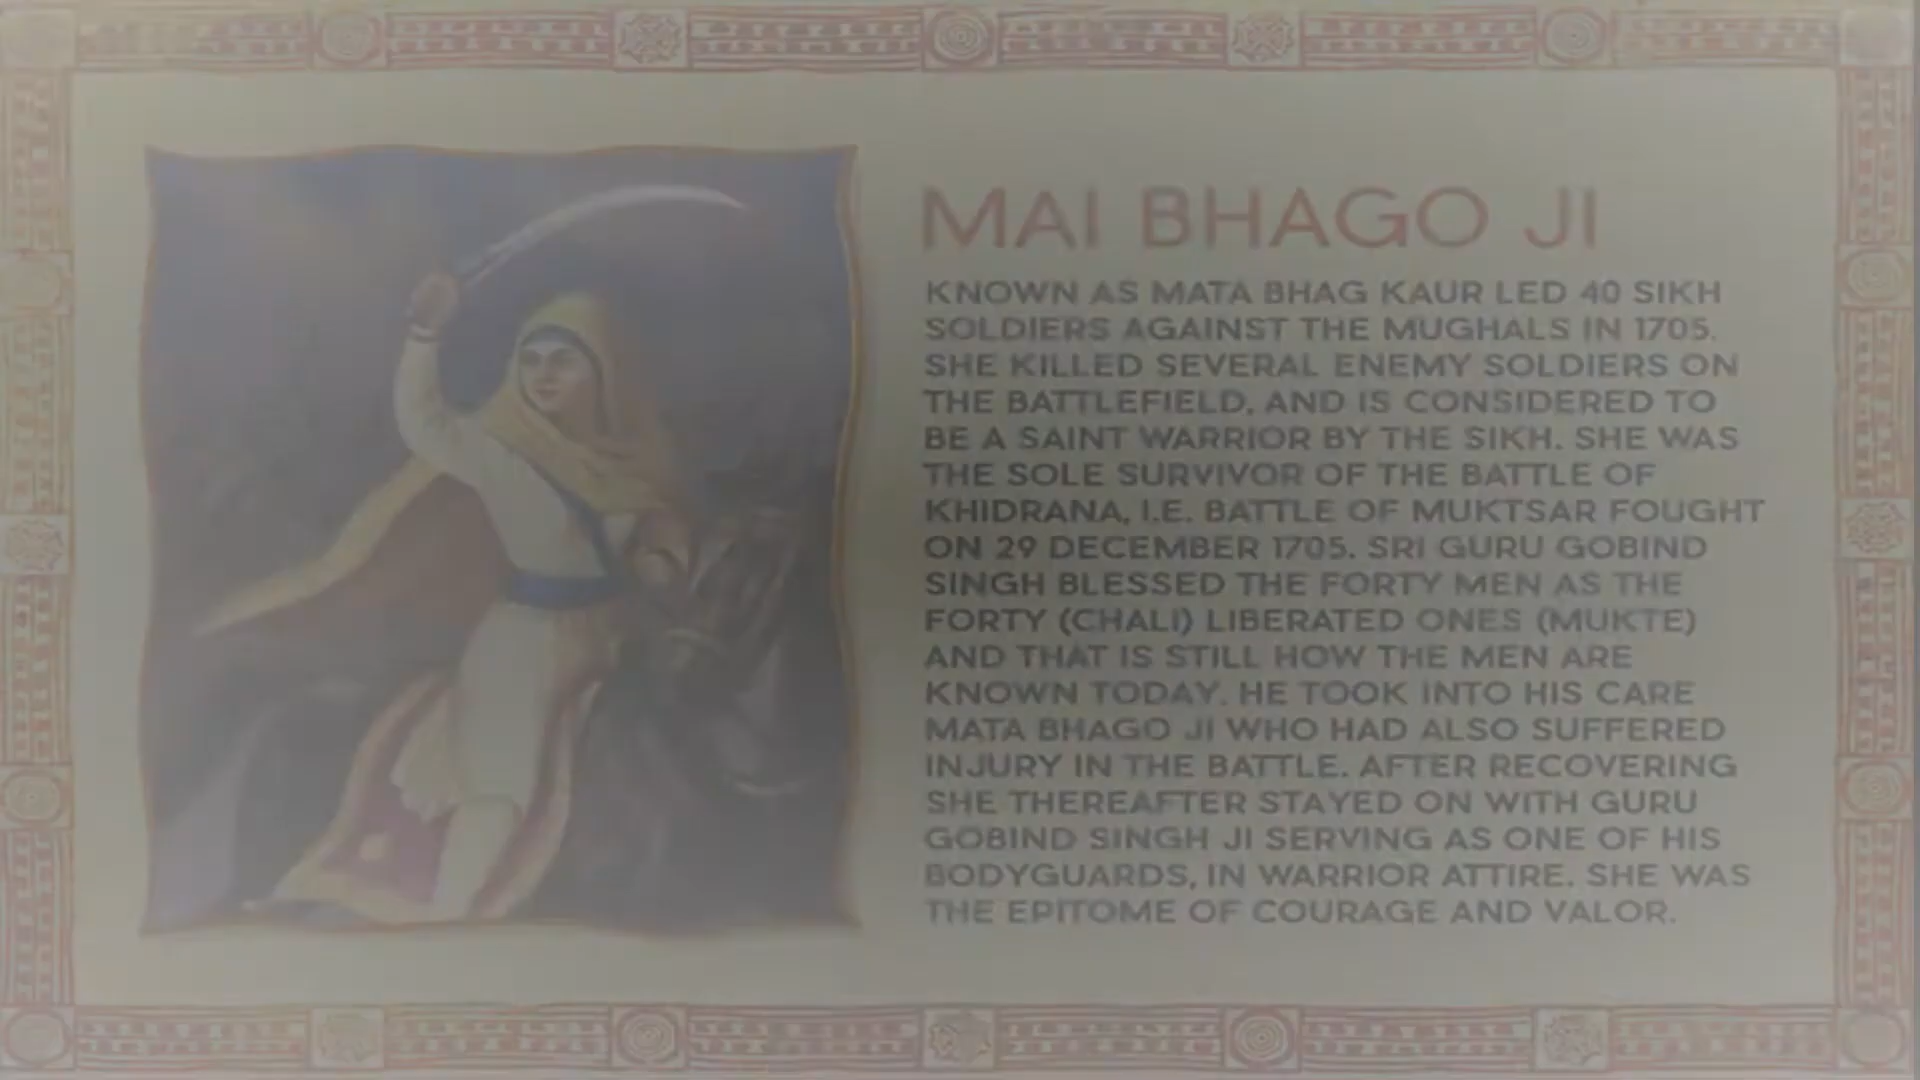 MAI BHAGO JI
KNOWN AS MATA BHAG KAUR LED 40 SIKH
SOLDIERS AGAINST THE MUGHALS IN 1705.
SHE KILLED SEVERAL ENEMY SOLDIERS ON
THE BATTLEFIELD, AND IS CONSIDERED TO
BE A SAINT WARRIOR BY THE SIKH. SHE WAS
THE SOLE SURVIVOR OF THE BATTLE OF
KHIDRANA, I.E. BATTLE OF MUKTSAR FOUGHT
ON 29 DECEMBER 1705. SRI GURU GOBIND
SINGH BLESSED THE FORTY MEN AS THE
FORTY (CHALI) LIBERATED ONES (MUKTE)
AND THAT IS STILL HOW THE MEN ARE
KNOWN TODAY. HE TOOK INTO HIS CARE
MATA BHAGO JI WHO HAD ALSO SUFFERED
INJURY IN THE BATTLE. AFTER RECOVERING
SHE THEREAFTER STAYED ON WITH GURU
GOBIND SINGH JI SERVING AS ONE OF HIS
BODYGUARDS, IN WARRIOR ATTIRE. SHE WAS
THE EPITOME OF COURAGE AND VALOR.